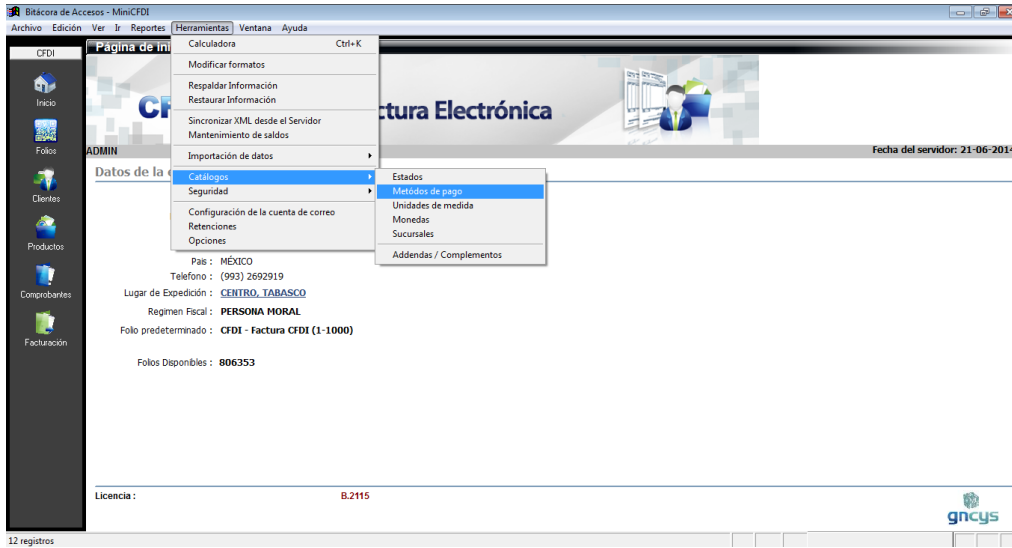 Bitácora de Accesos - MiniCFDI
Archivo Edición Ver Ir Reportes Herramientas Ventana Ayuda
CFDI
Inicio
Folios
Clientes
Productos
Comprobantes
Facturación
Página de ini
CF
ctura Electrónica
ADMIN
Fecha del servidor: 21-06-2014
Datos de la
Calculadora Ctrl+K
Modificar formatos
Respaldar Información
Restaurar Información
Sincronizar XML desde el Servidor
Mantenimiento de saldos
Importación de datos
Catálogos
Seguridad
Configuración de la cuenta de correo
Retenciones
Opciones
Estados
Metódos de pago
Unidades de medida
Monedas
Sucursales
Addendas / Complementos
Pais : MÉXICO
Telefono : (993) 2692919
Lugar de Expedición : CENTRO, TABASCO
Regimen Fiscal : PERSONA MORAL
Folio predeterminado : CFDI - Factura CFDI (1-1000)
Folios Disponibles : 806353
Licencia : B.2115
gncys
12 registros